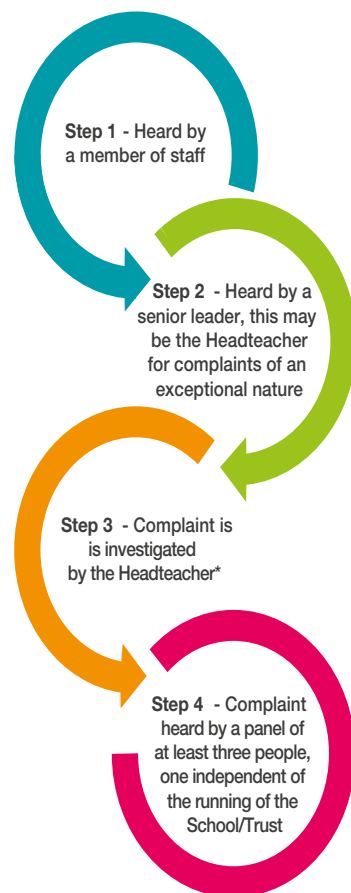 Step 1 - Heard by
a member of staff
Step 2 - Heard by a
senior leader, this may
be the Headteacher
for complaints of an
exceptional nature
Step 3 - Complaint is
is investigated
by the Headteacher*
Step 4 - Complaint
heard by a panel of
at least three people,
one independent of
the running of the
School/Trust